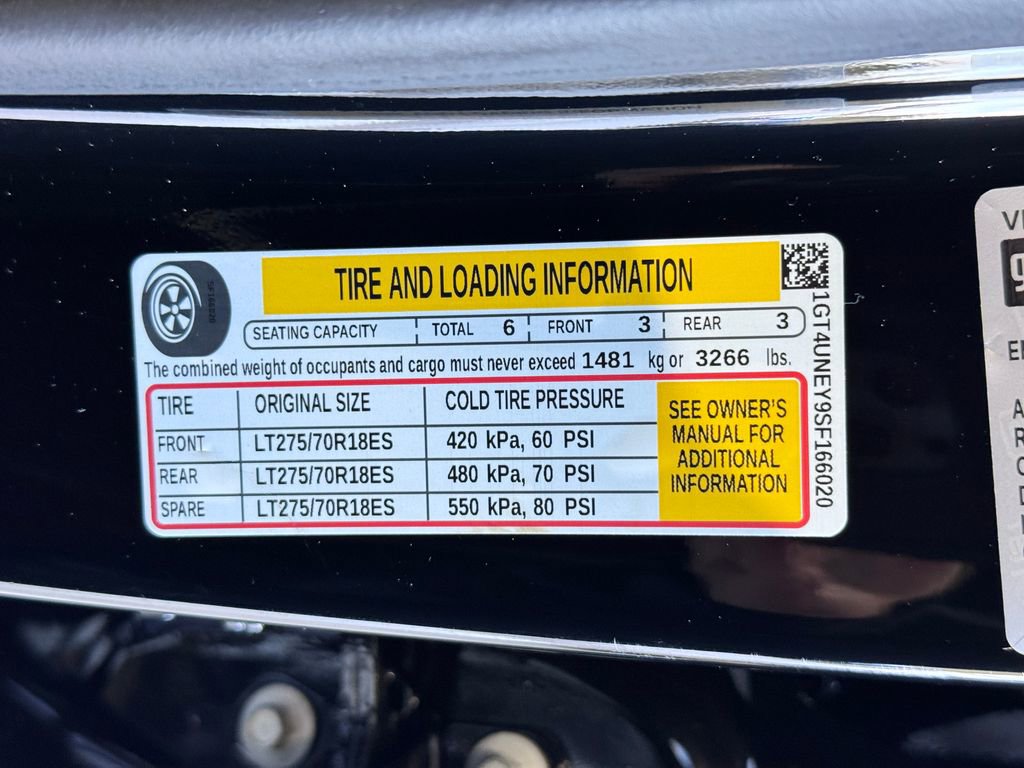 TIRE AND LOADING INFORMATION
SEATING CAPACITY TOTAL 6 FRONT 3 REAR 3
The combined weight of occupants and cargo must never exceed 1481 kg or 3266 lbs.
TIRE ORIGINAL SIZE COLD TIRE PRESSURE
FRONT LT275/70R18ES 420 kPa, 60 PSI
REAR LT275/70R18ES 480 kPa, 70 PSI
SPARE LT275/70R18ES 550 kPa, 80 PSI
SEE OWNER'S
MANUAL FOR
ADDITIONAL
INFORMATION
1GT4UNEY9SF166020
SF166020